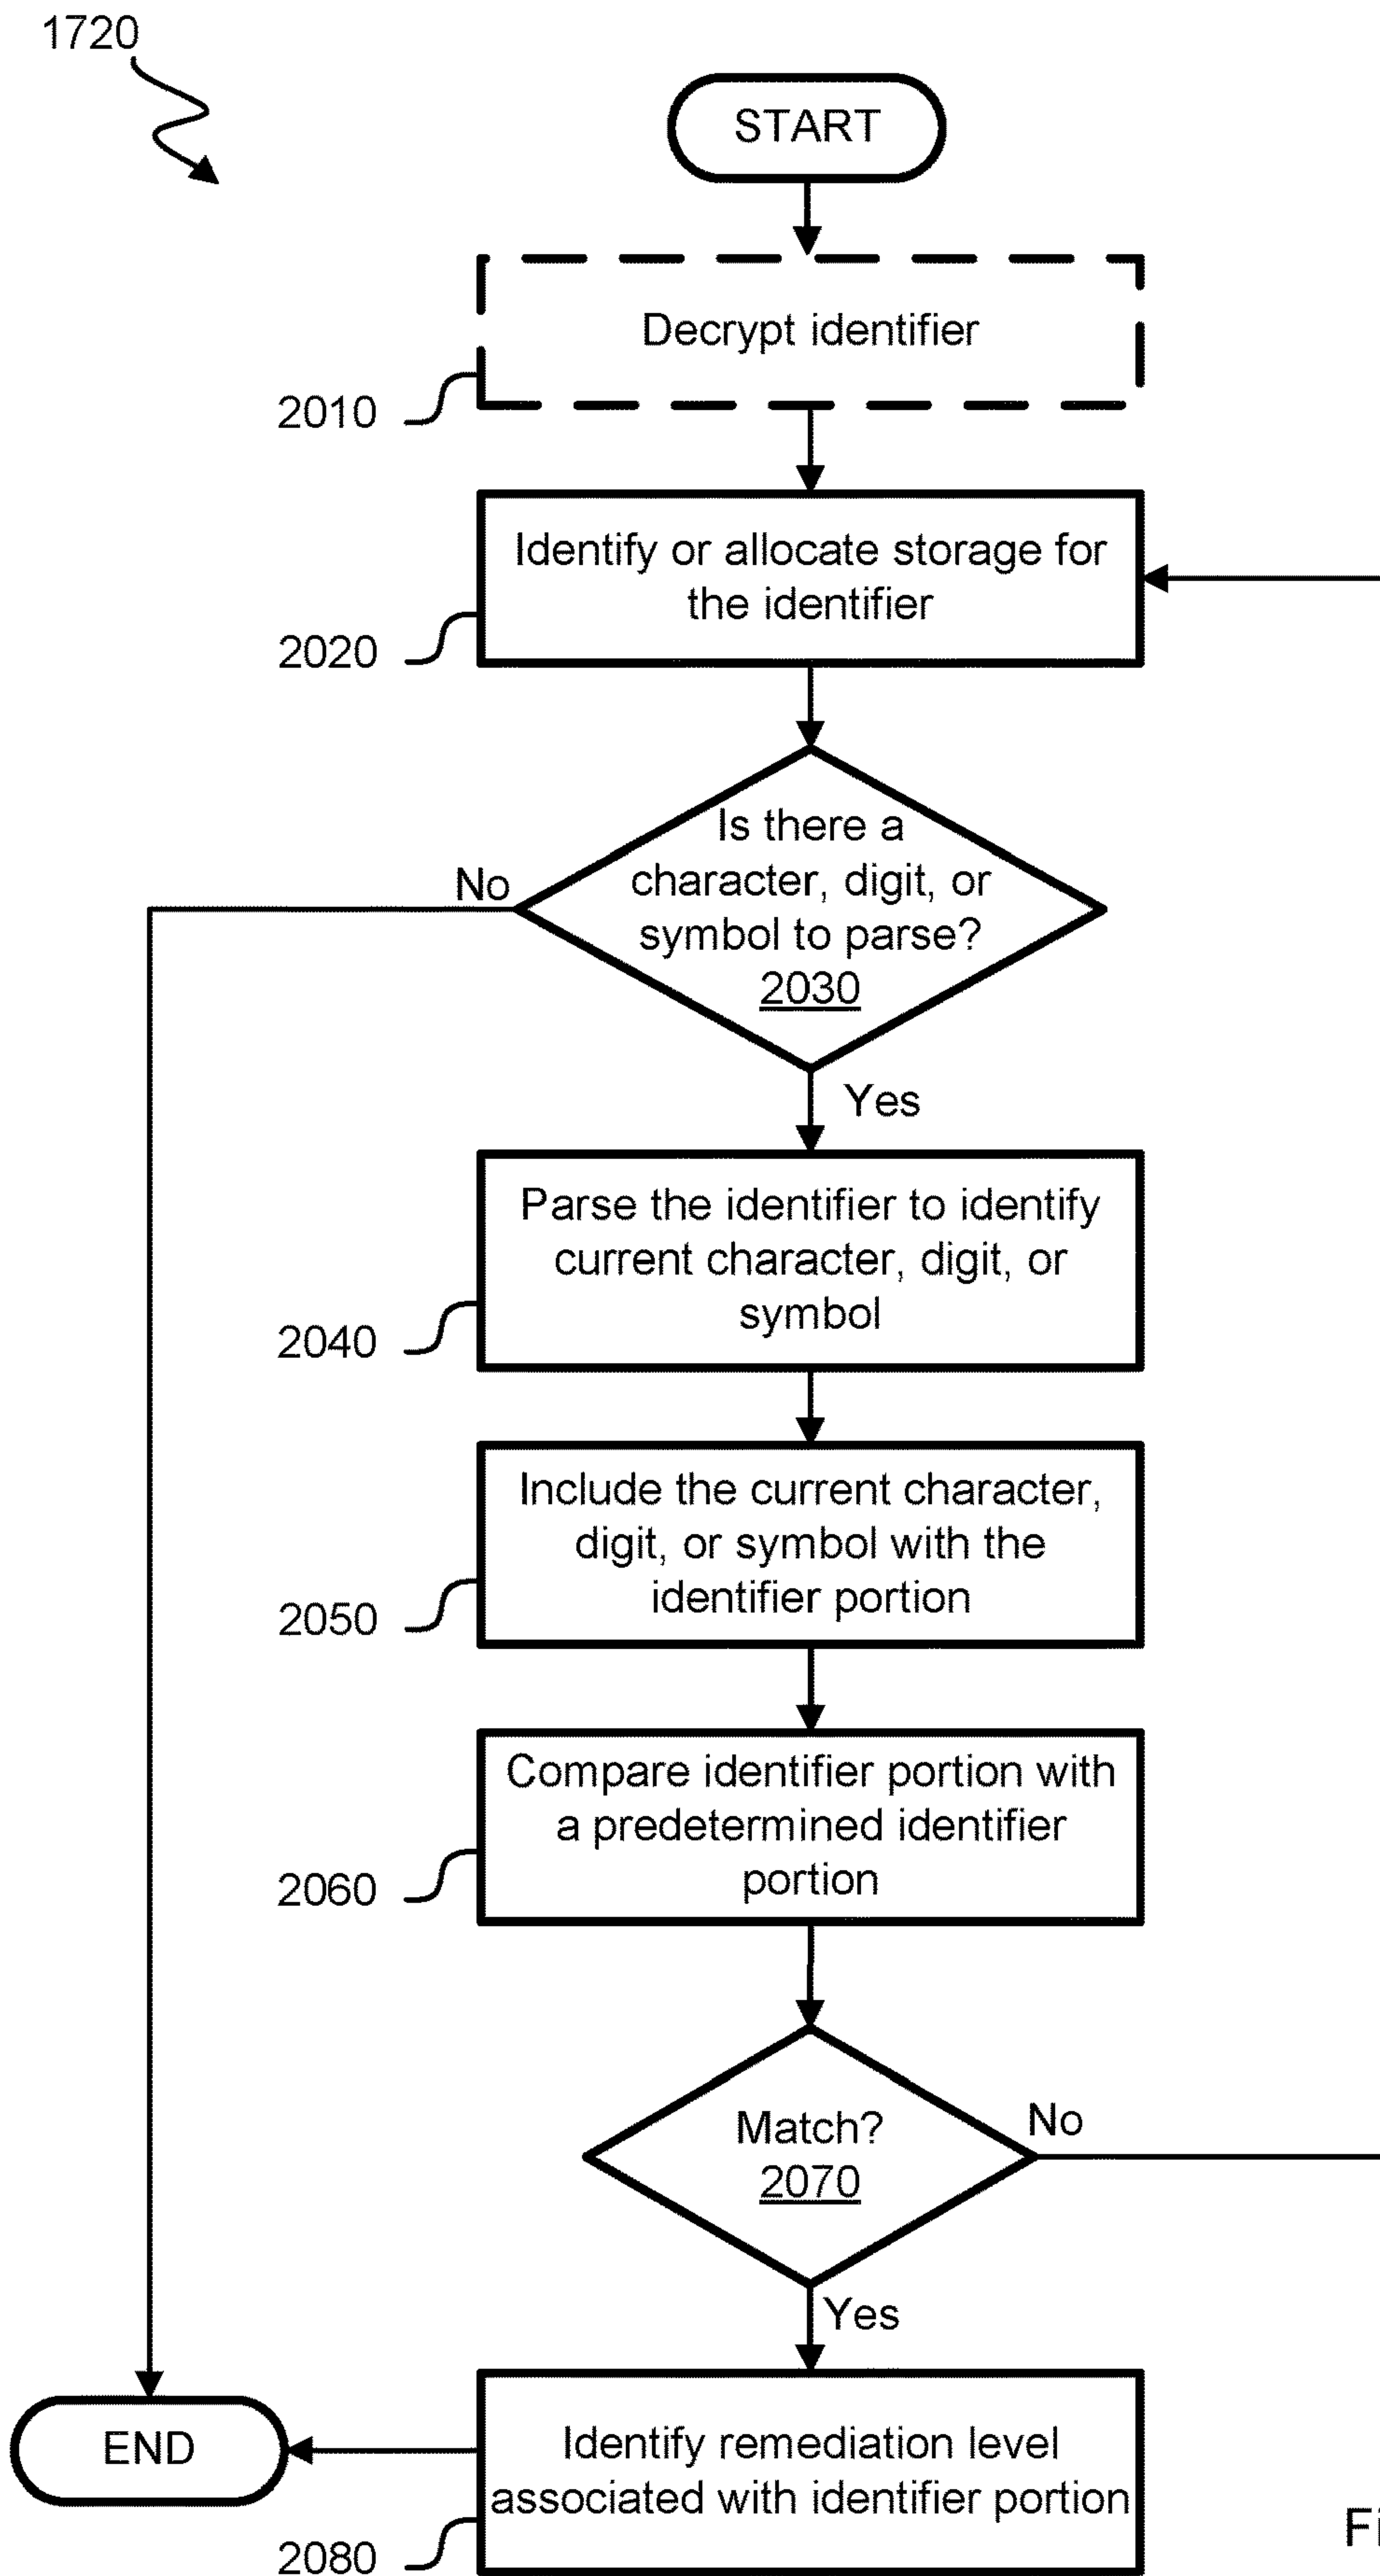 1720
START
Decrypt identifier
2010
Identify or allocate storage for
the identifier
2020
Is there a
character, digit, or
symbol to parse?
2030
No
Yes
Parse the identifier to identify
current character, digit, or
symbol
2040
Include the current character,
digit, or symbol with the
identifier portion
2050
Compare identifier portion with
a predetermined identifier
portion
2060
Match?
2070
No
Yes
Identify remediation level
associated with identifier portion
2080
END